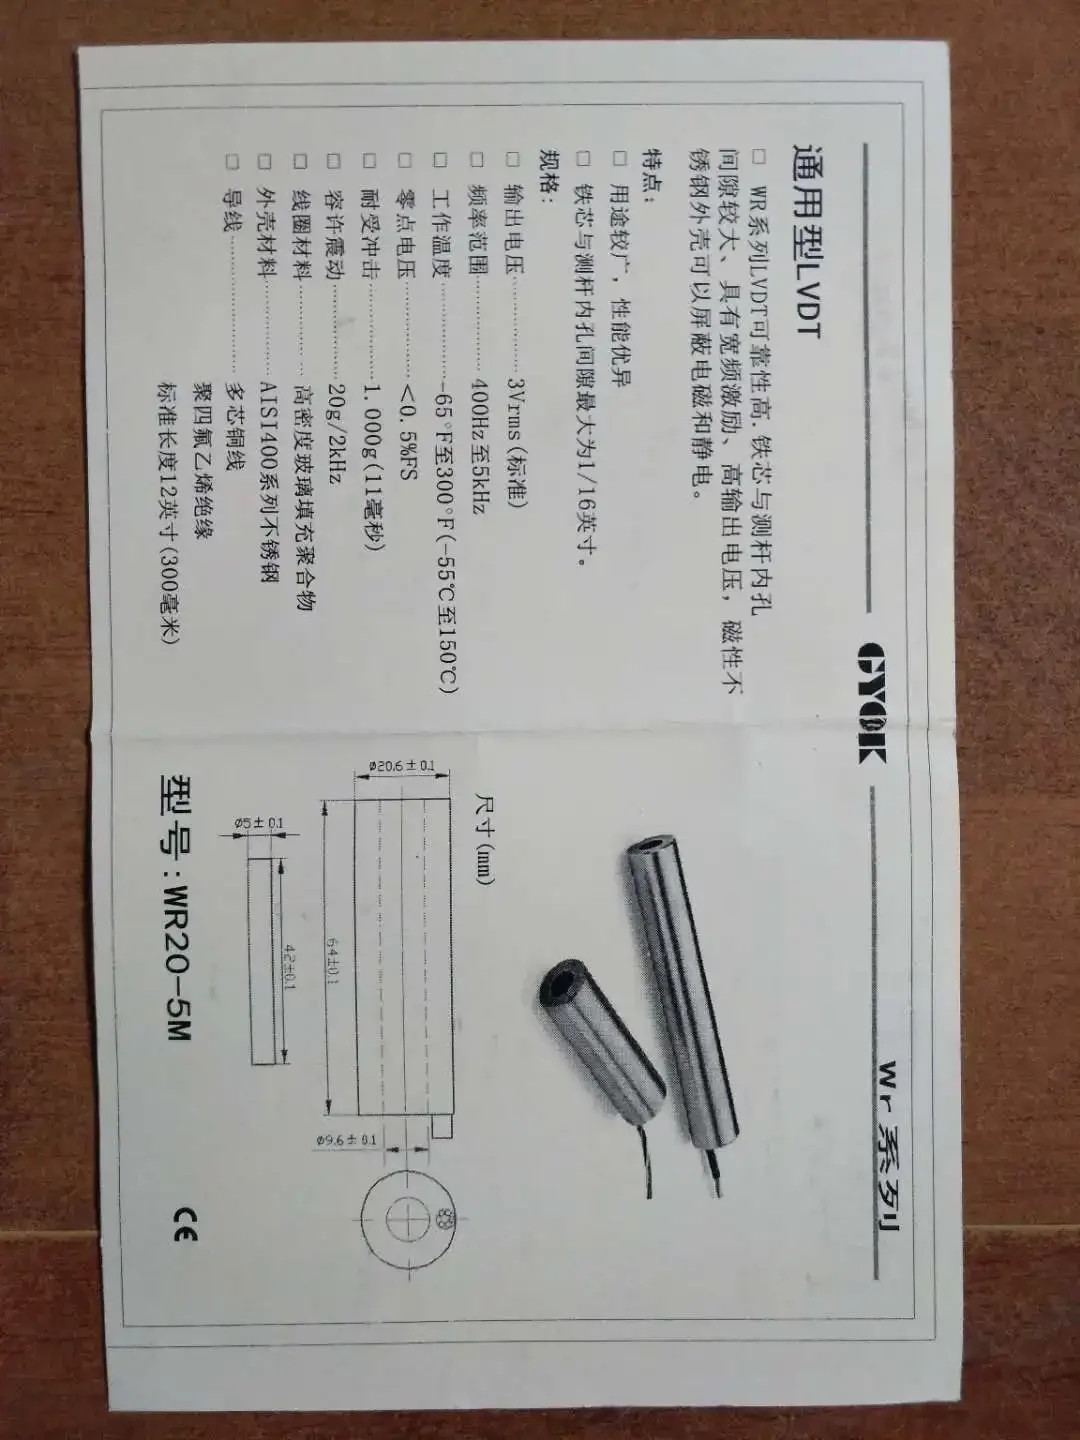 GYOK
Wr 系列
通用型LVDT
□ WR系列LVDT可靠性高.铁芯与测杆内孔
间隙较大、具有宽频激励、高输出电压，磁性不
锈钢外壳可以屏蔽电磁和静电。
特点：
□ 用途较广，性能优异
□ 铁芯与测杆内孔间隙最大为1/16英寸。
规格：
□ 输出电压……………3Vrms(标准)
□ 频率范围……………400Hz至5kHz
□ 工作温度……………-65°F至300°F(-55℃至150℃)
□ 零点电压……………<0.5%FS
□ 耐受冲击……………1.000g(11毫秒)
□ 容许震动……………20g/2kHz
□ 线圈材料…………… 高密度玻璃填充聚合物
□ 外壳材料……………AISI400系列不锈钢
□ 导线…………………… 多芯铜线
聚四氟乙烯绝缘
标准长度12英寸(300毫米)
尺寸(mm)
ø20.6±0.1
64±0.1
ø9.6±0.1
ø5±0.1
42±0.1
型号:WR20-5M
CE